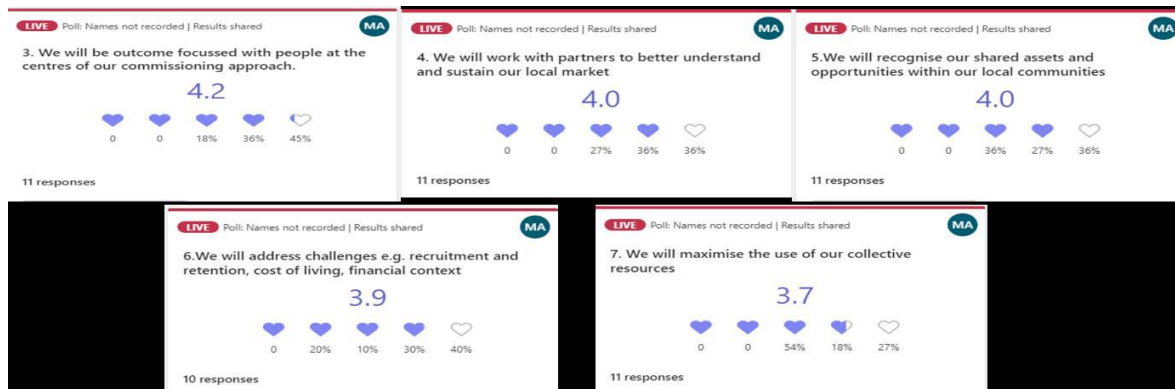 LIVE Poll: Names not recorded | Results shared MA
3. We will be outcome focussed with people at the
centres of our commissioning approach.
4.2
0 0 18% 36% 45%
11 responses
LIVE Poll: Names not recorded | Results shared MA
4. We will work with partners to better understand
and sustain our local market
4.0
0 0 27% 36% 36%
11 responses
LIVE Poll: Names not recorded | Results shared MA
5.We will recognise our shared assets and
opportunities within our local communities
4.0
0 0 36% 27% 36%
11 responses
LIVE Poll: Names not recorded | Results shared MA
6.We will address challenges e.g. recruitment and
retention, cost of living, financial context
3.9
0 20% 10% 30% 40%
10 responses
LIVE Poll: Names not recorded | Results shared MA
7. We will maximise the use of our collective
resources
3.7
0 0 54% 18% 27%
11 responses